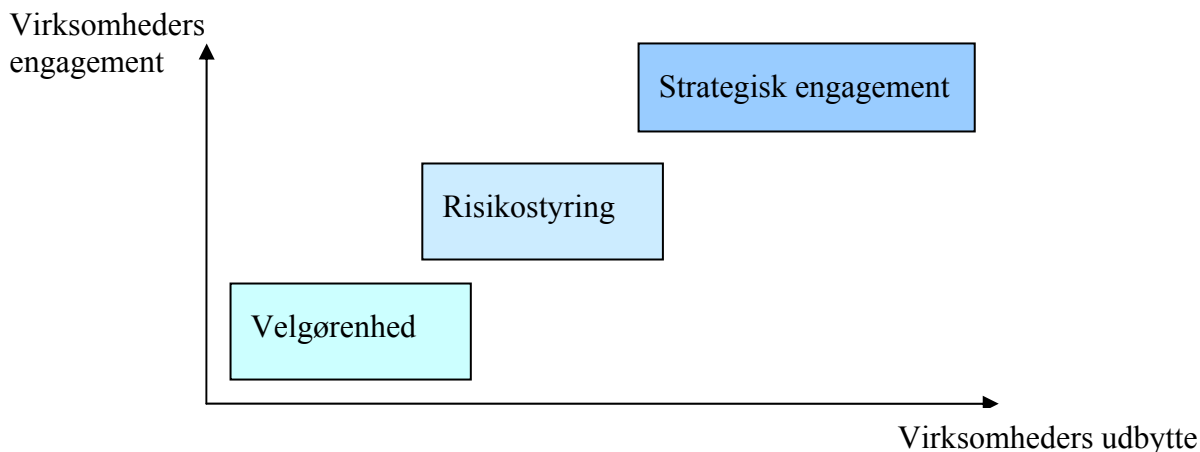 Virksomheders
engagement
Strategisk engagement
Risikostyring
Velgørenhed
Virksomheders udbytte